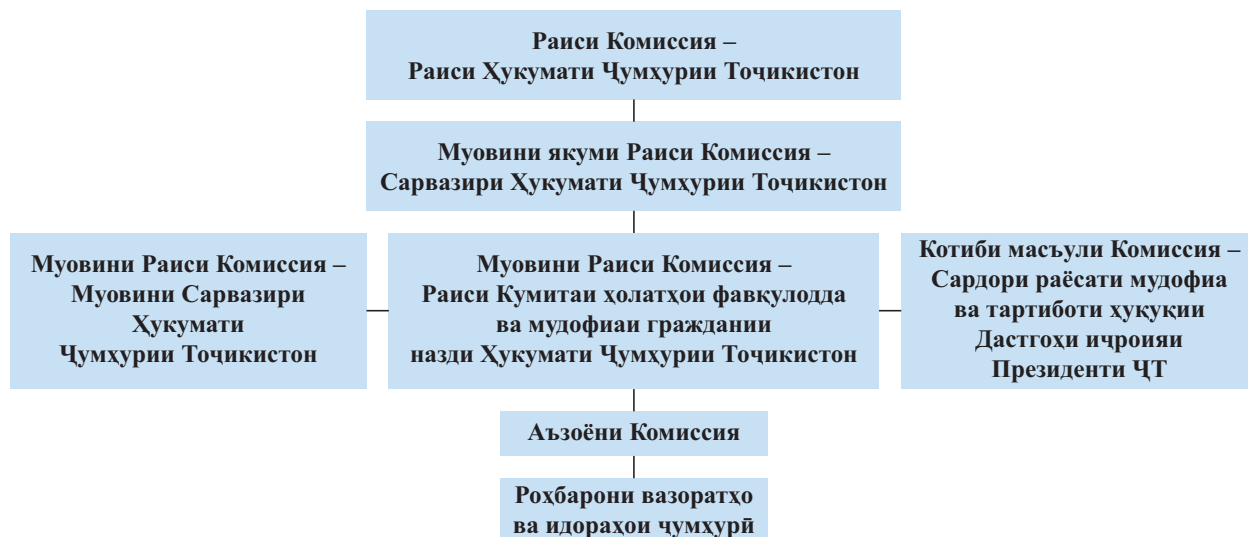 Раиси Комиссия –
Раиси Ҳукумати Ҷумҳурии Тоҷикистон
Муовини якуми Раиси Комиссия –
Сарвазири Ҳукумати Ҷумҳурии Тоҷикистон
Муовини Раиси Комиссия –
Муовини Сарвазири
Ҳукумати
Ҷумҳурии Тоҷикистон
Муовини Раиси Комиссия –
Раиси Кумитаи ҳолатҳои фавқулодда
ва мудофиаи граждании
назди Ҳукумати Ҷумҳурии Тоҷикистон
Котиби масъули Комиссия –
Сардори раёсати мудофиа
ва тартиботи ҳуқуқии
Дастгоҳи иҷроияи
Президенти ҶТ
Аъзоёни Комиссия
Роҳбарони вазоратҳо
ва идораҳои ҷумҳурӣ